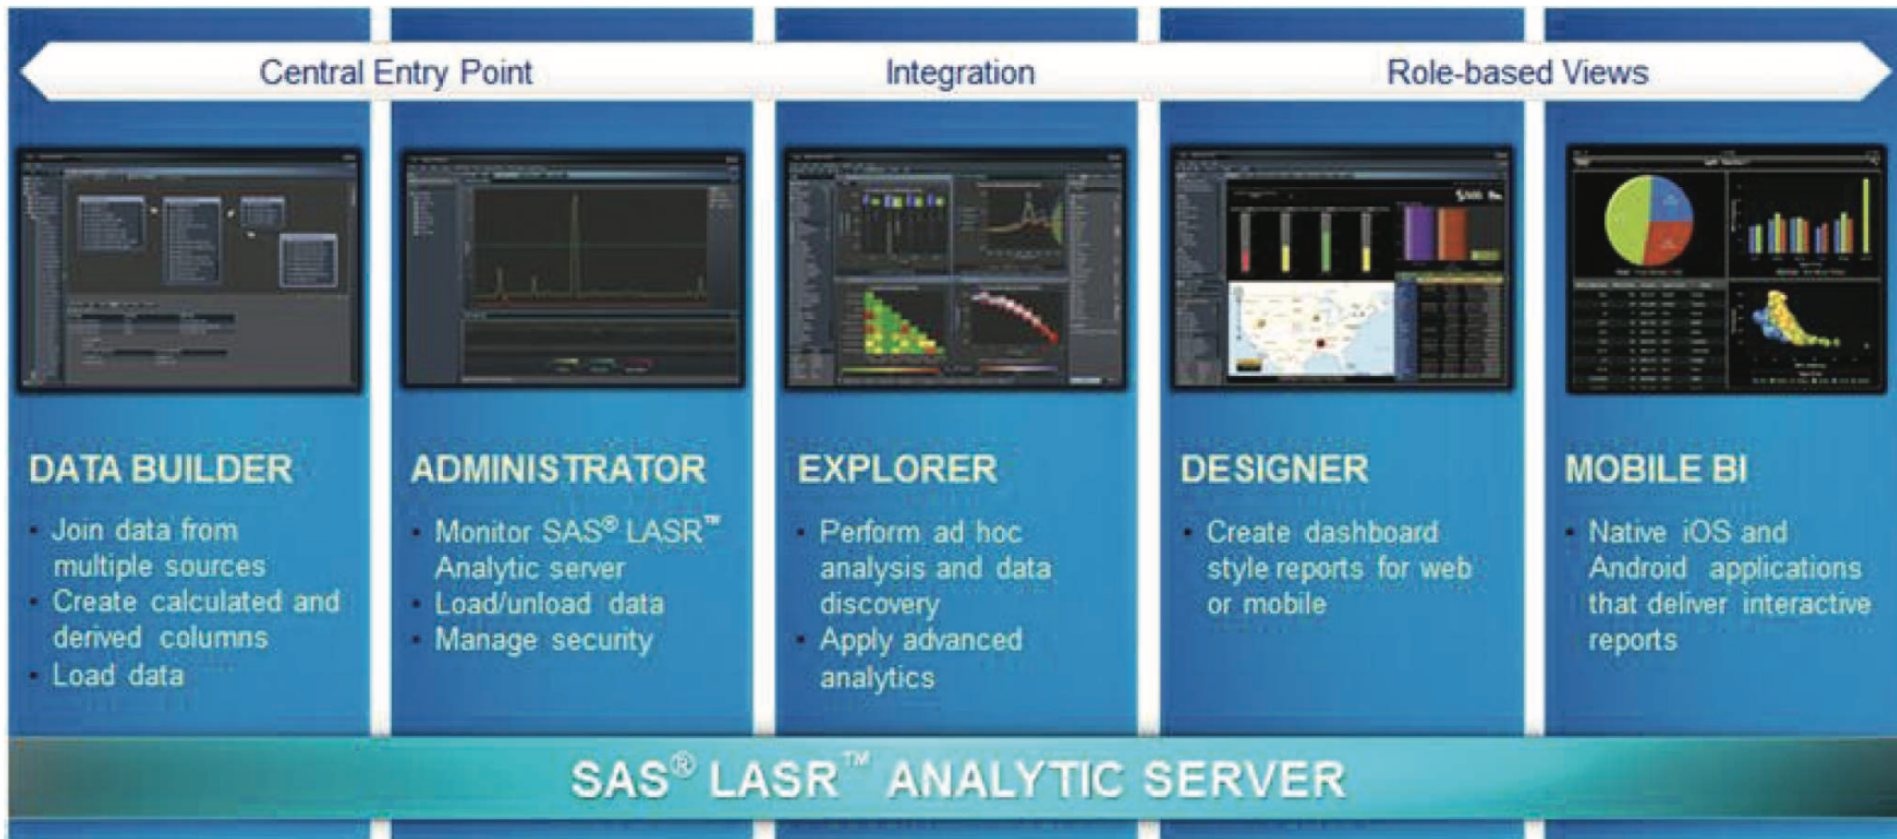 Central Entry Point
Integration
Role-based Views
DATA BUILDER
▪ Join data from
multiple sources
▪ Create calculated and
derived columns
▪ Load data
ADMINISTRATOR
▪ Monitor SAS® LASR™
Analytic server
▪ Load/unload data
▪ Manage security
EXPLORER
▪ Perform ad hoc
analysis and data
discovery
▪ Apply advanced
analytics
DESIGNER
▪ Create dashboard
style reports for web
or mobile
MOBILE BI
▪ Native iOS and
Android applications
that deliver interactive
reports
SAS® LASR™ ANALYTIC SERVER